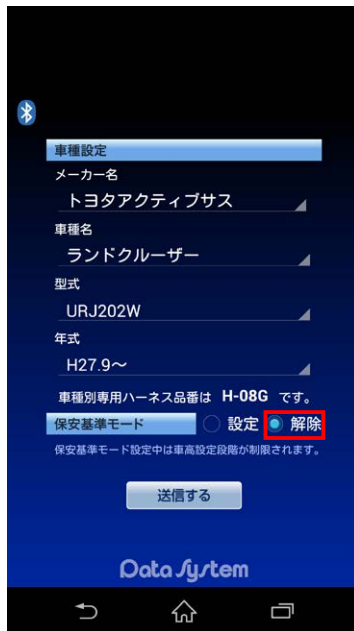 車種設定
メーカー名
トヨタアクティブサス
車種名
ランドクルーザー
型式
URJ202W
年式
H27.9～
車種別専用ハーネス品番は H-08G です。
保安基準モード 設定 解除
保安基準モード設定中は車高設定段階が制限されます。
送信する
Data System